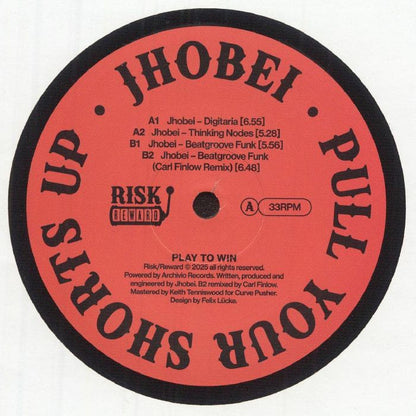 JHOBEI • PULL YOUR SHORTS UP •
A1 Jhobei – Digitaria [6.55]
A2 Jhobei – Thinking Nodes [5.28]
B1 Jhobei – Beatgroove Funk [5.56]
B2 Jhobei – Beatgroove Funk
(Carl Finlow Remix) [6.48]
RISK
REWARD
A 33RPM
PLAY TO WIN
Risk/Reward © 2025 all rights reserved.
Powered by Archivio Records. Written, produced and
engineered by Jhobei. B2 remixed by Carl Finlow.
Mastered by Keith Tenniswood for Curve Pusher.
Design by Felix Lücke.